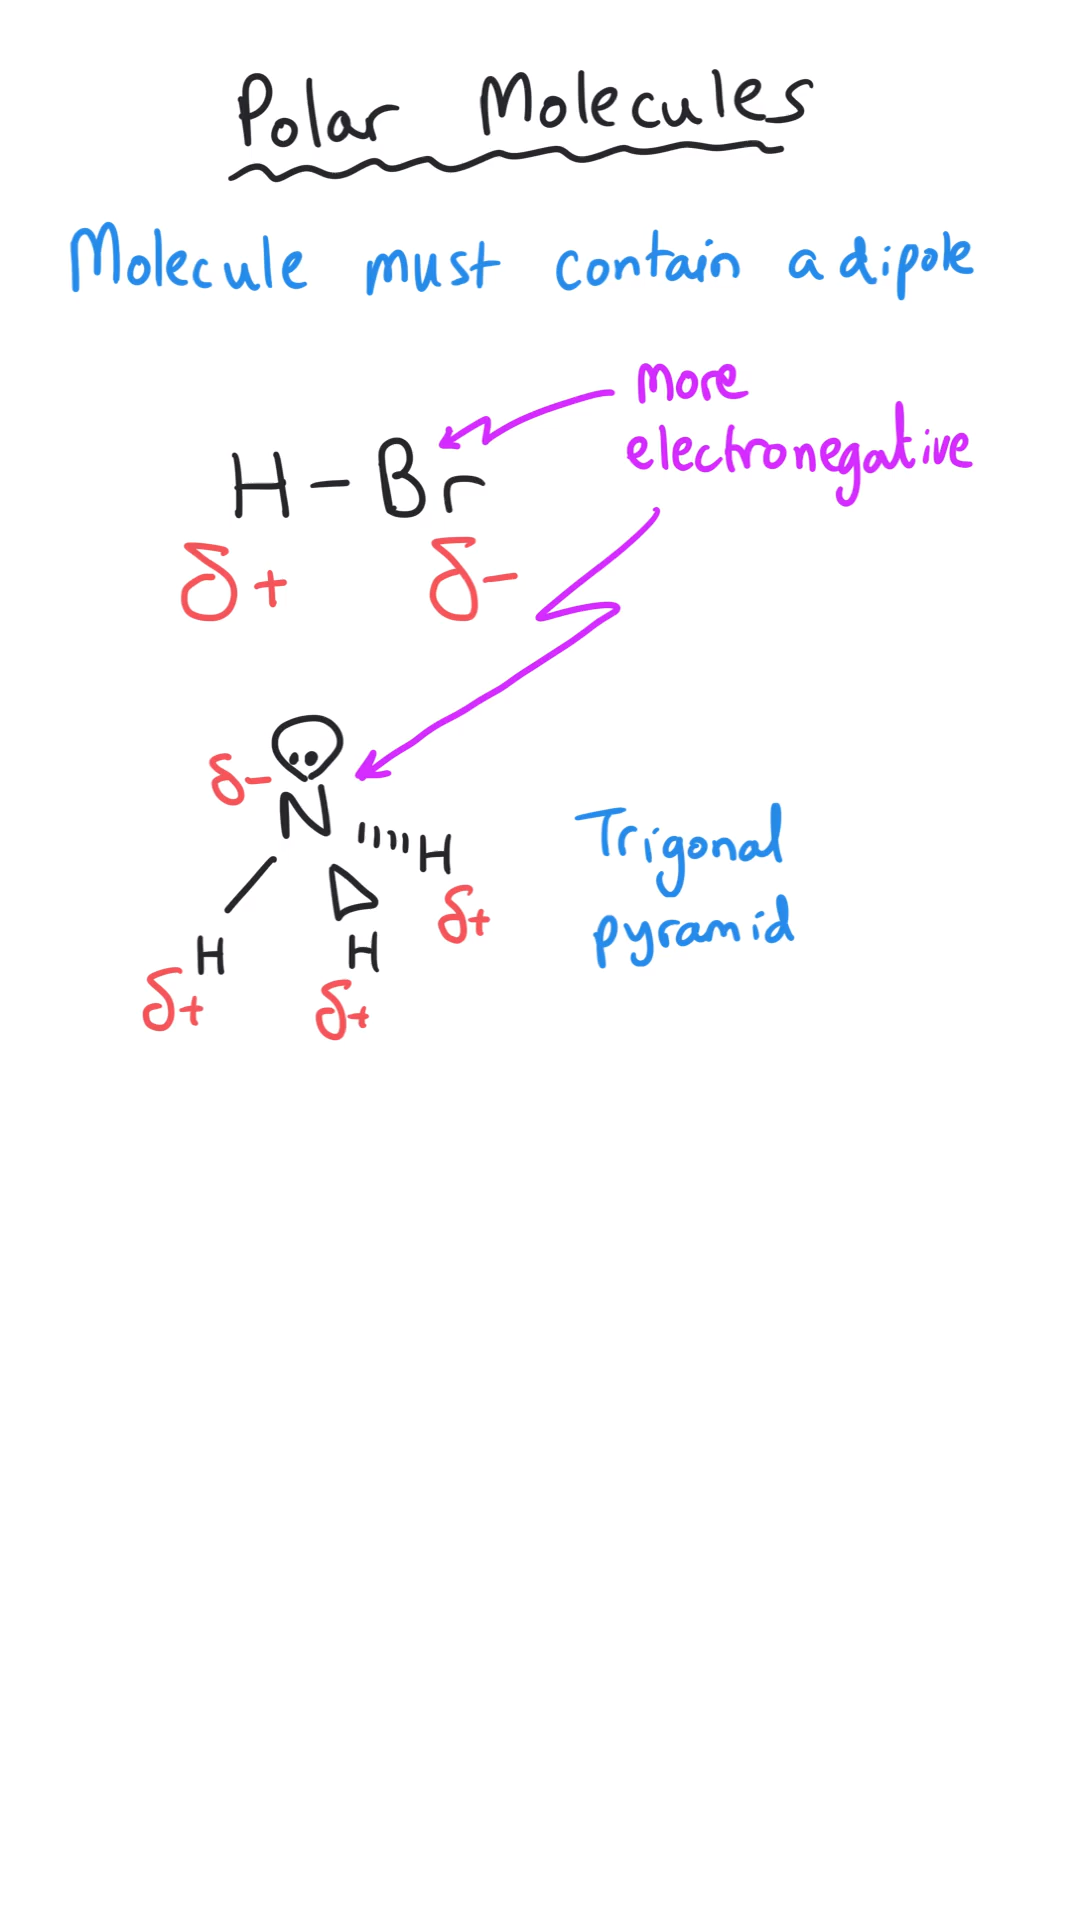 Polar Molecules
Molecule must contain a dipole
more
electronegative
H - Br
δ+ δ-
δ-
N
H
δ+
H H
δ+ δ+
Trigonal
pyramid